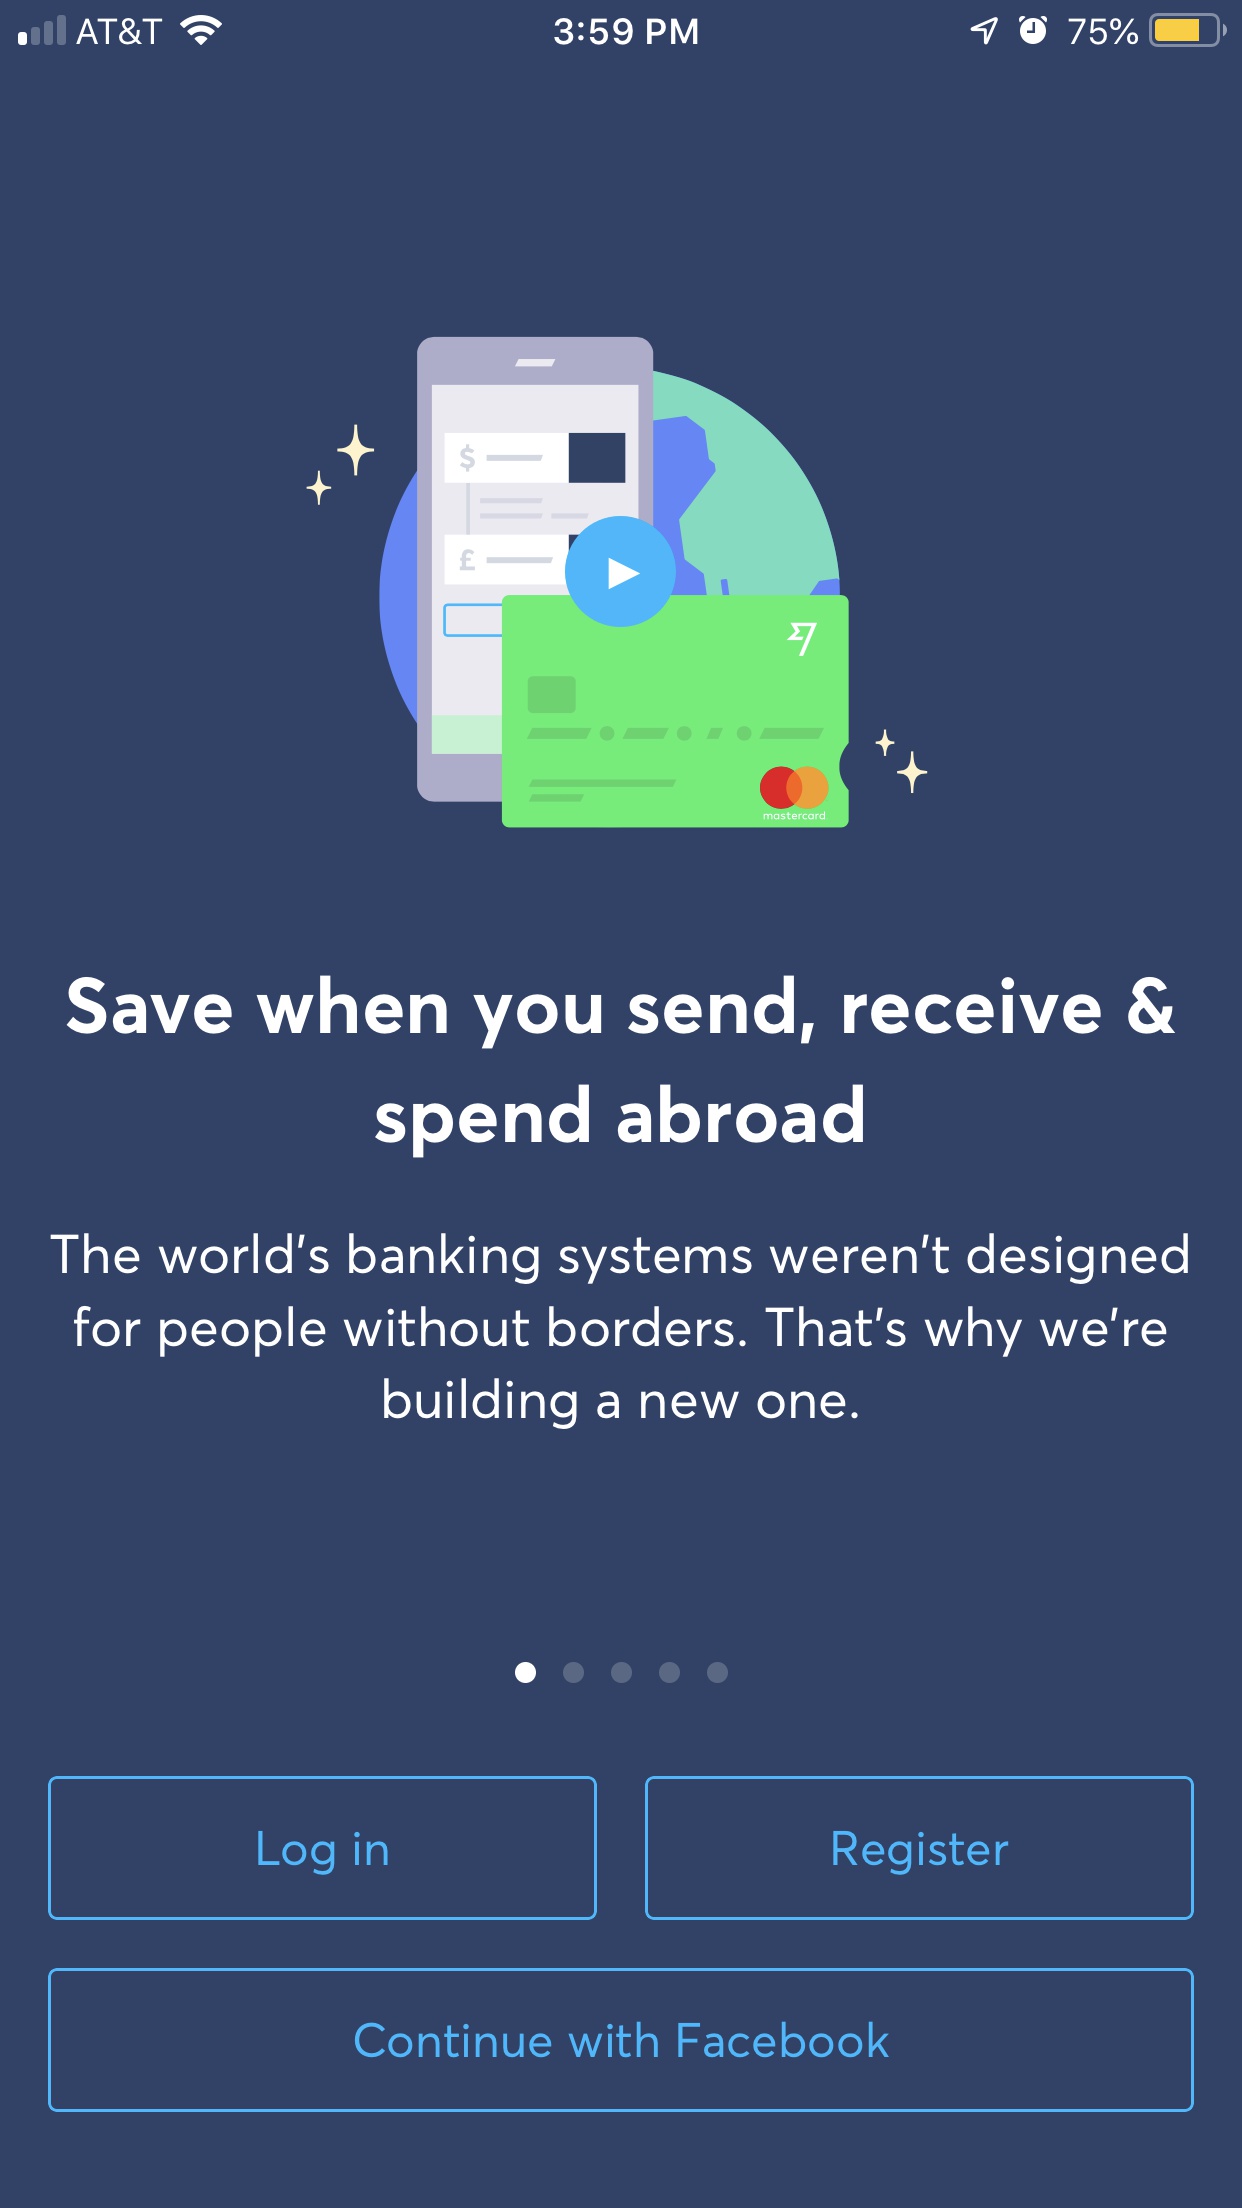 AT&T 3:59 PM 75%
$
£
mastercard
Save when you send, receive &
spend abroad
The world's banking systems weren't designed
for people without borders. That's why we're
building a new one.
Log in Register
Continue with Facebook